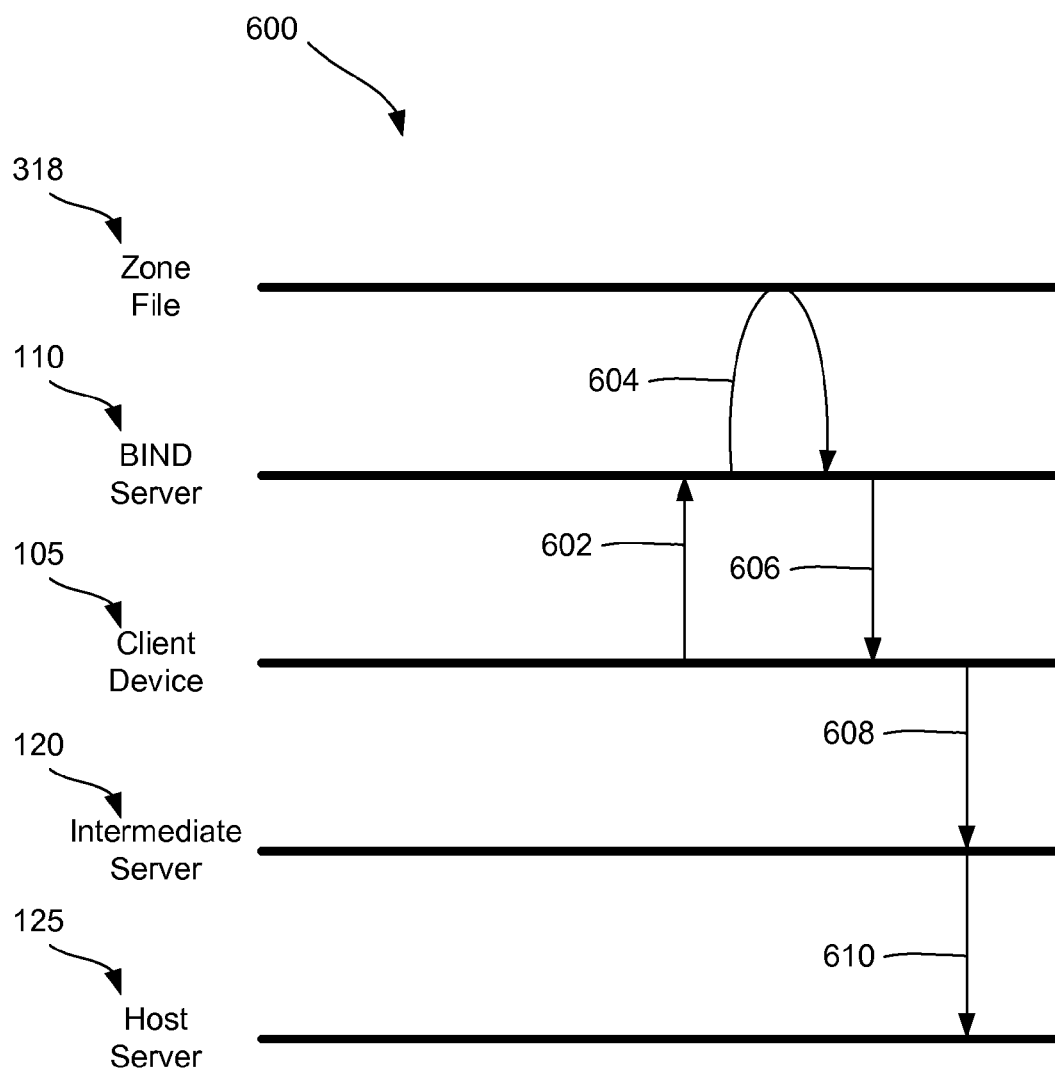 600
318
Zone
File
604
110
BIND
Server
602
606
105
Client
Device
608
120
Intermediate
Server
610
125
Host
Server